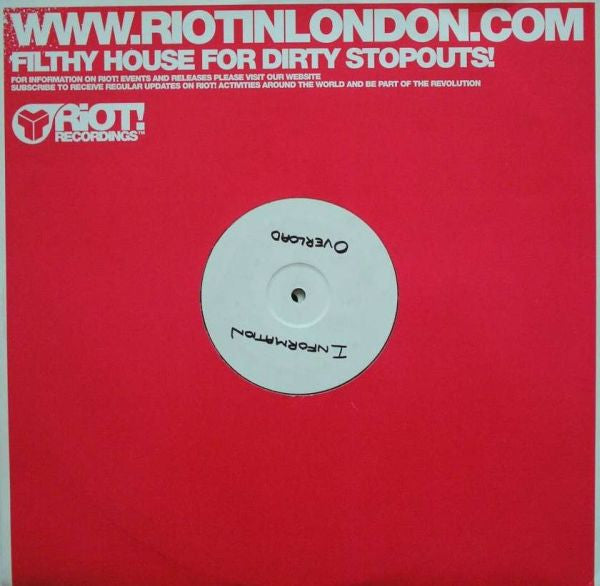 WWW.RIOTINLONDON.COM
FILTHY HOUSE FOR DIRTY STOPOUTS!
FOR INFORMATION ON RIOT! EVENTS AND RELEASES PLEASE VISIT OUR WEBSITE
SUBSCRIBE TO RECEIVE REGULAR UPDATES ON RIOT! ACTIVITIES AROUND THE WORLD AND BE PART OF THE REVOLUTION
RiOT!
RECORDINGS™
INFORMATION
OVERLOAD